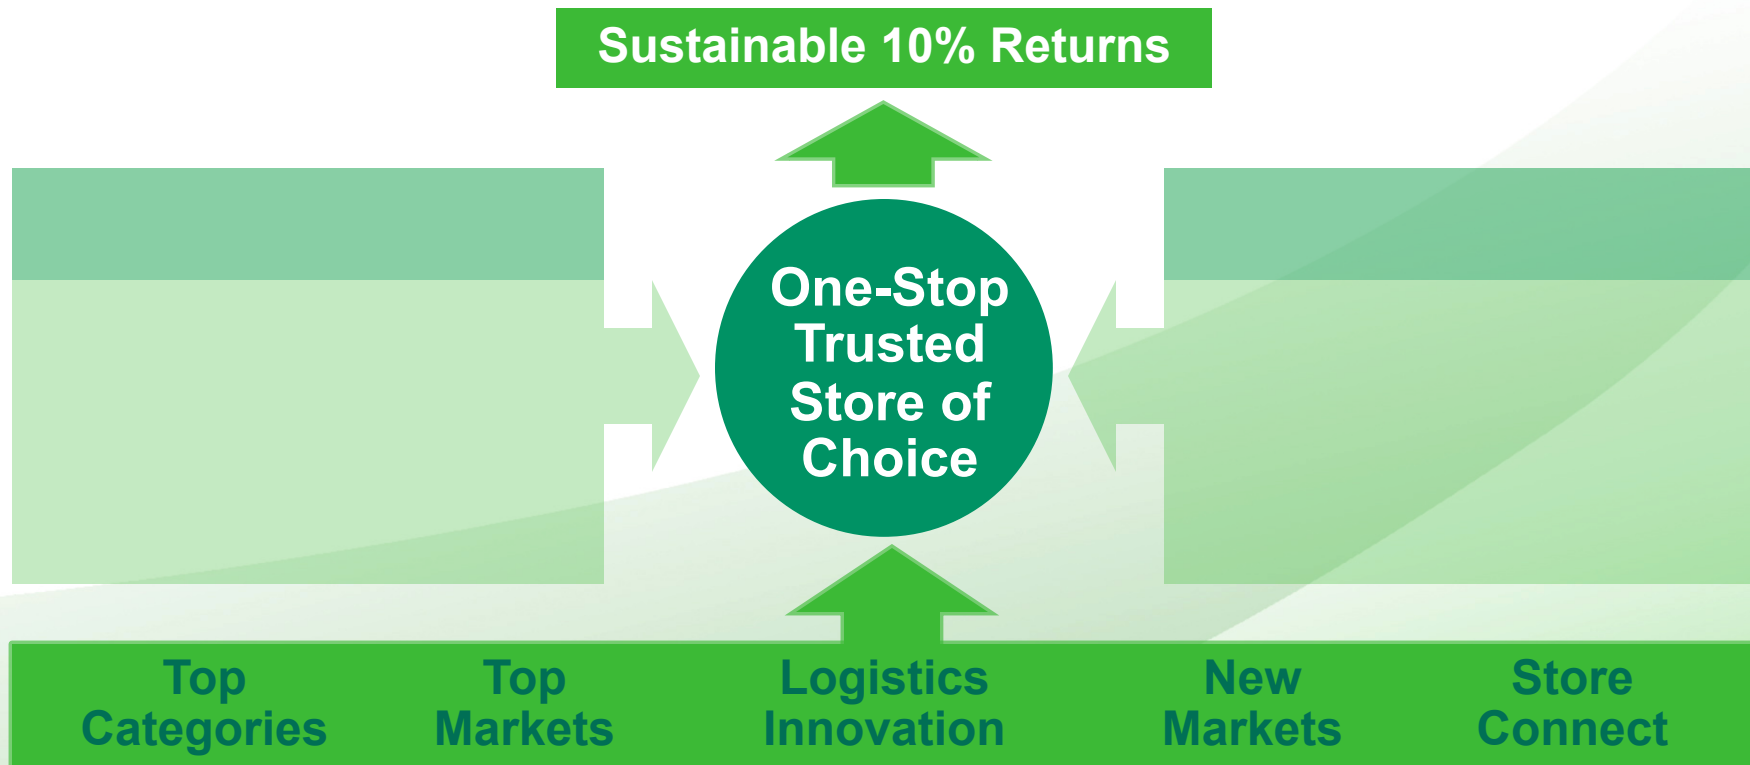 Sustainable 10% Returns
One-Stop
Trusted
Store of
Choice
Top
Categories
Top
Markets
Logistics
Innovation
New
Markets
Store
Connect